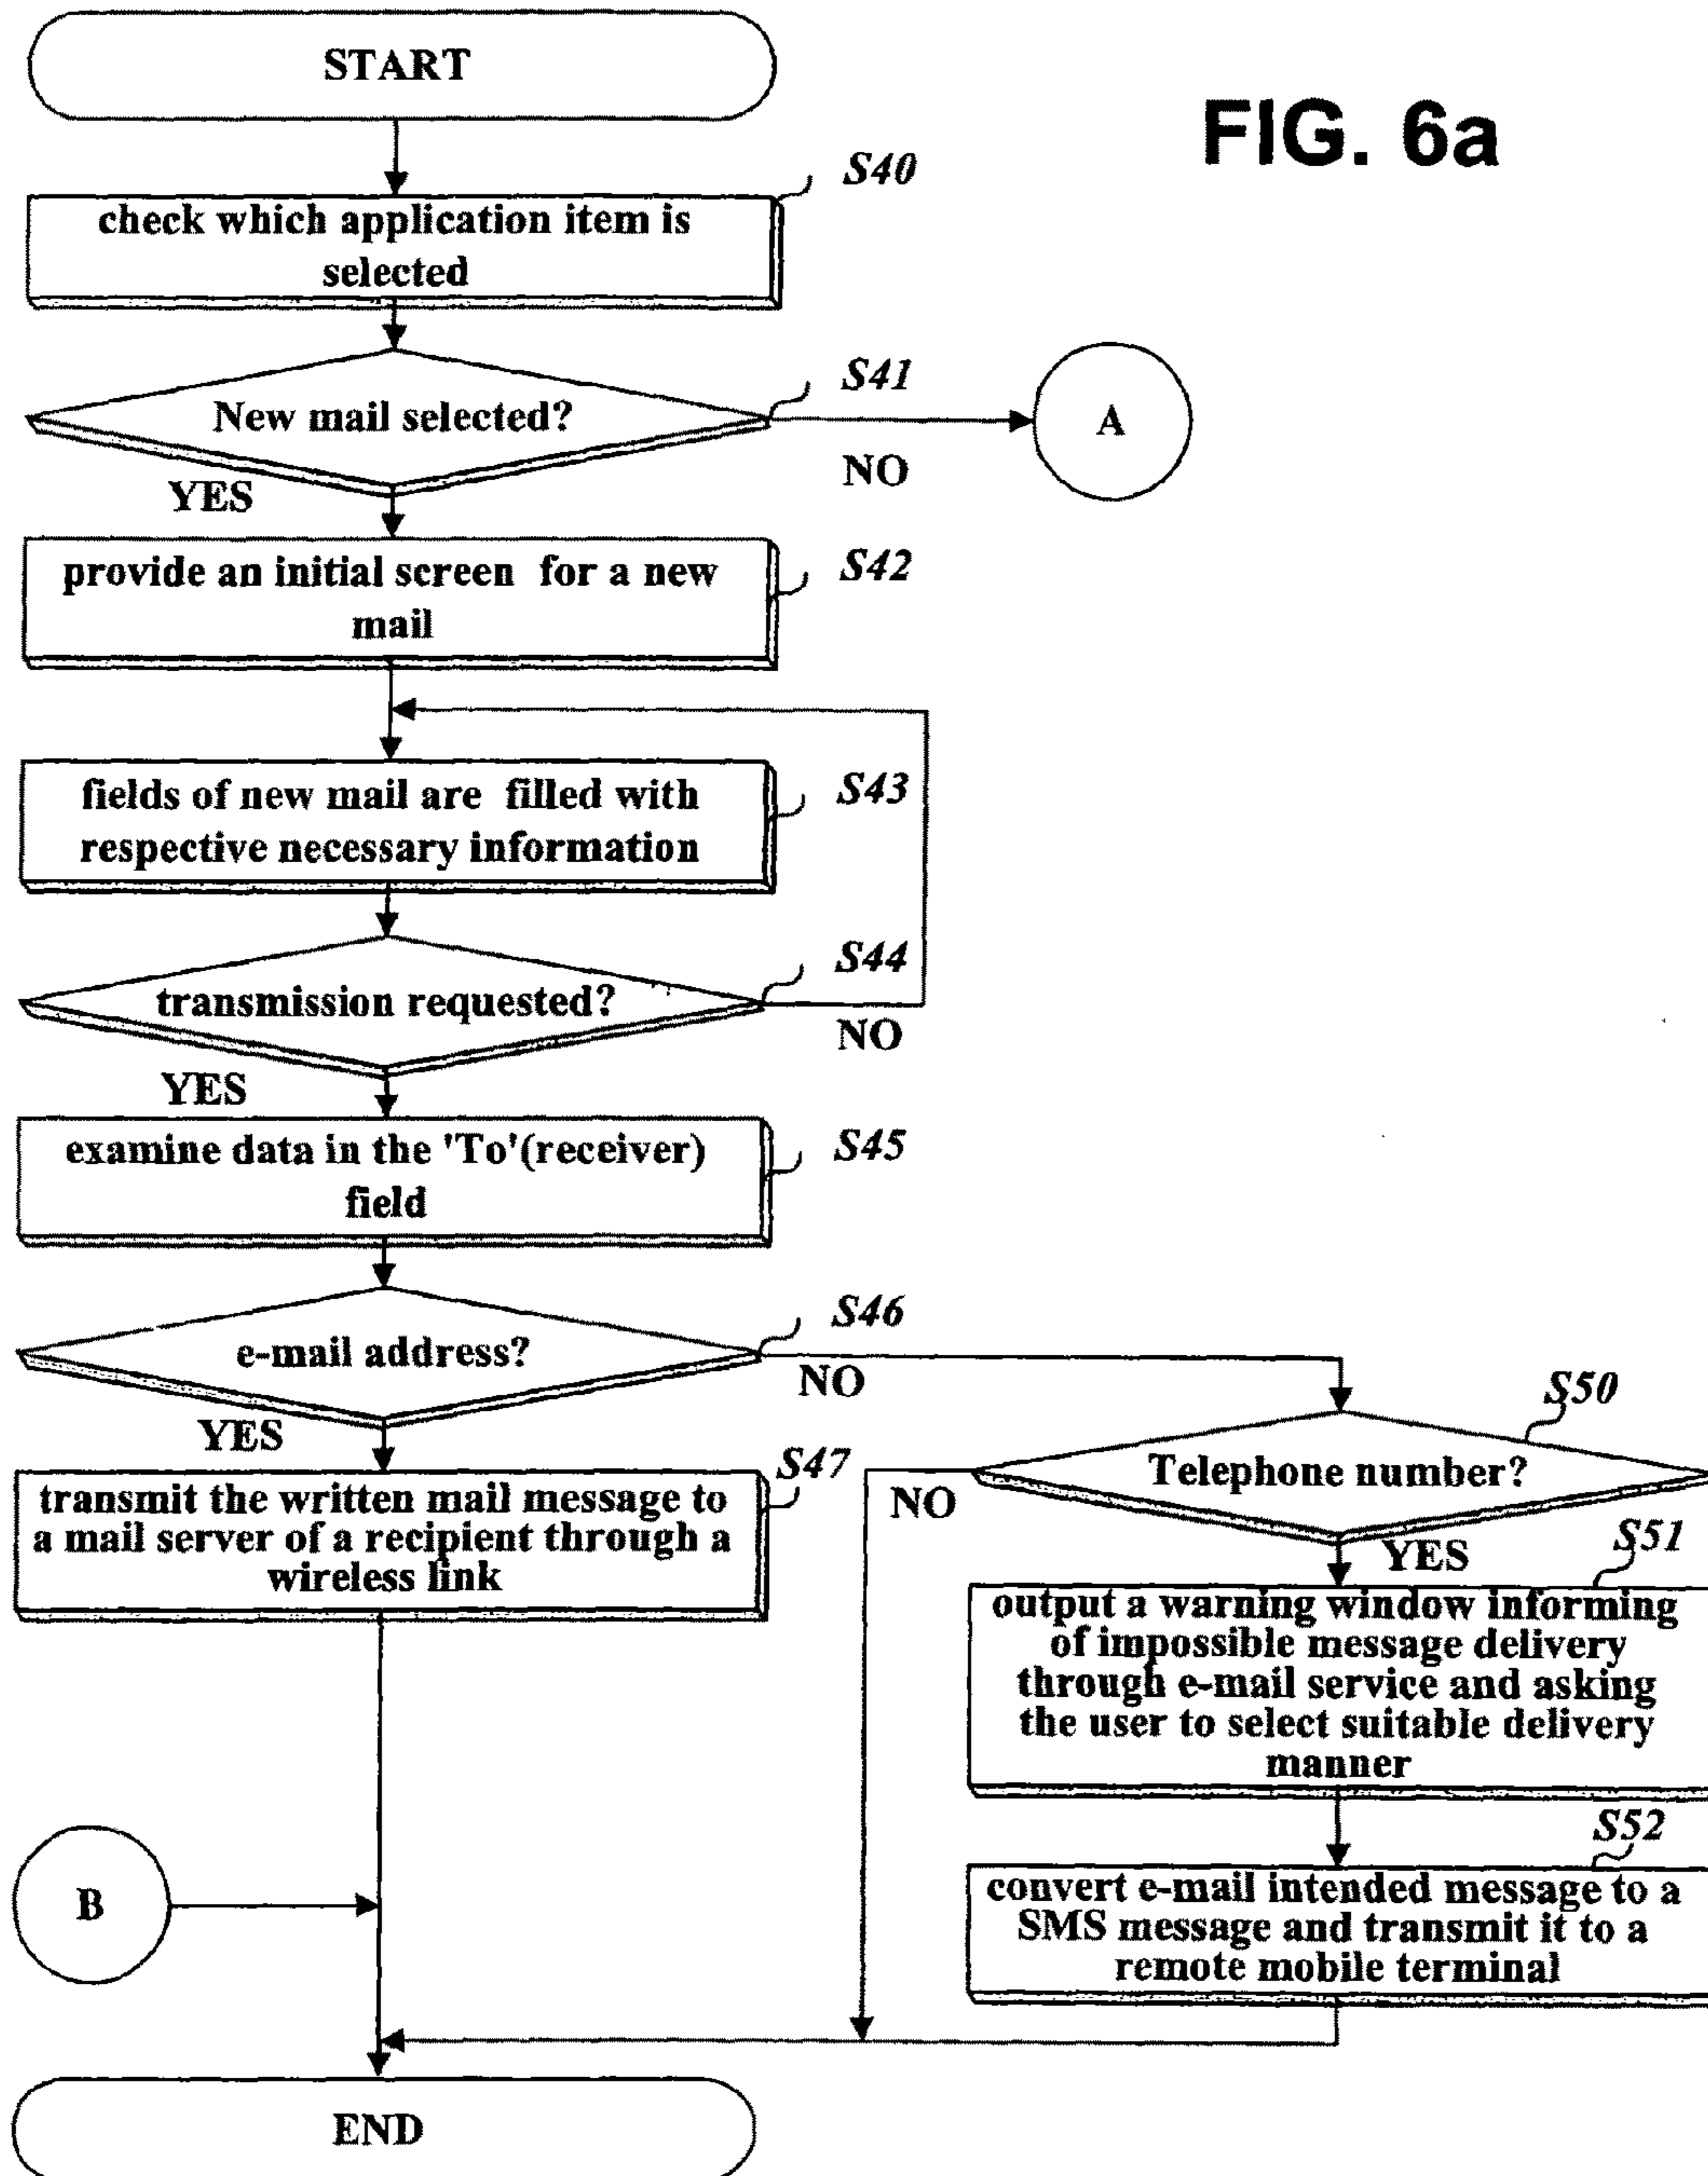 START
FIG. 6a
S40
check which application item is
selected
S41
New mail selected?
A
NO
YES
S42
provide an initial screen for a new
mail
S43
fields of new mail are filled with
respective necessary information
S44
transmission requested?
NO
YES
S45
examine data in the 'To'(receiver)
field
S46
e-mail address?
NO
YES
S47
transmit the written mail message to
a mail server of a recipient through a
wireless link
S50
Telephone number?
NO
YES
S51
output a warning window informing
of impossible message delivery
through e-mail service and asking
the user to select suitable delivery
manner
S52
convert e-mail intended message to a
SMS message and transmit it to a
remote mobile terminal
B
END